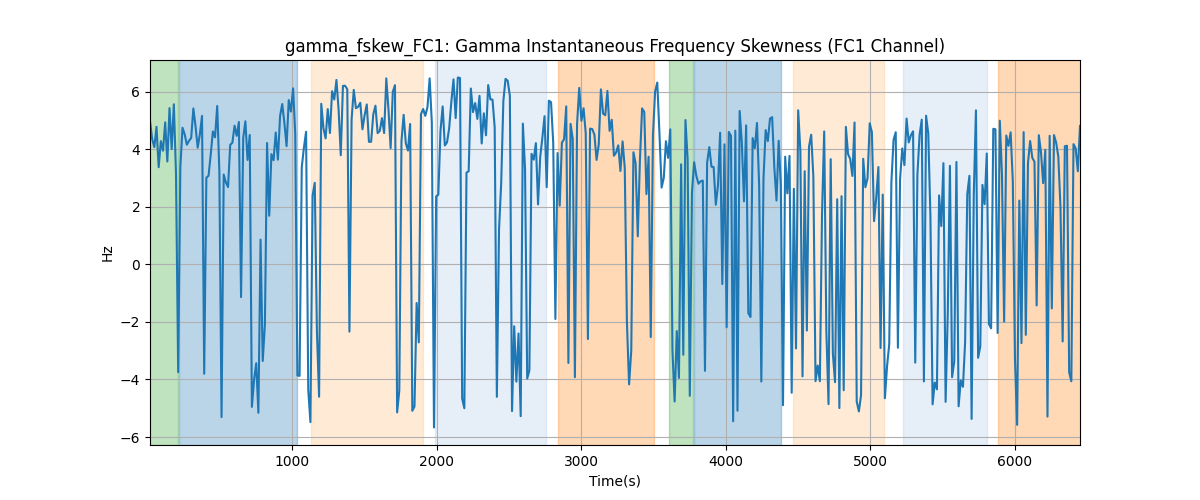 gamma_fskew_FC1: Gamma Instantaneous Frequency Skewness (FC1 Channel)
6
4
2
0
−2
−4
−6
Hz
1000 2000 3000 4000 5000 6000
Time(s)